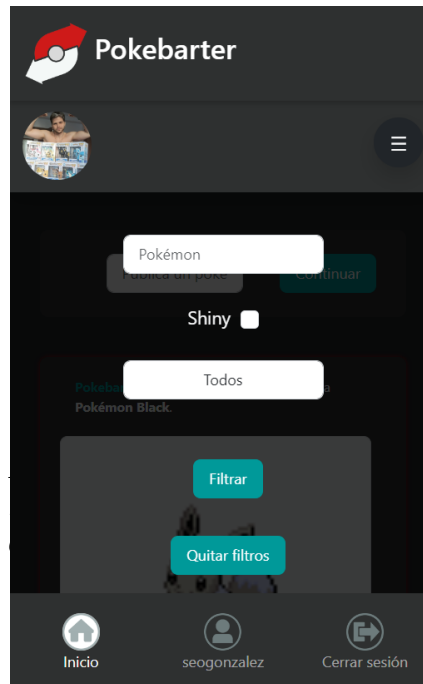 Pokebarter
Pokémon
Publica un poke
Continuar
Shiny
Todos
Pokebar a
Pokémon Black.
Filtrar
Quitar filtros
Inicio
seogonzalez
Cerrar sesión